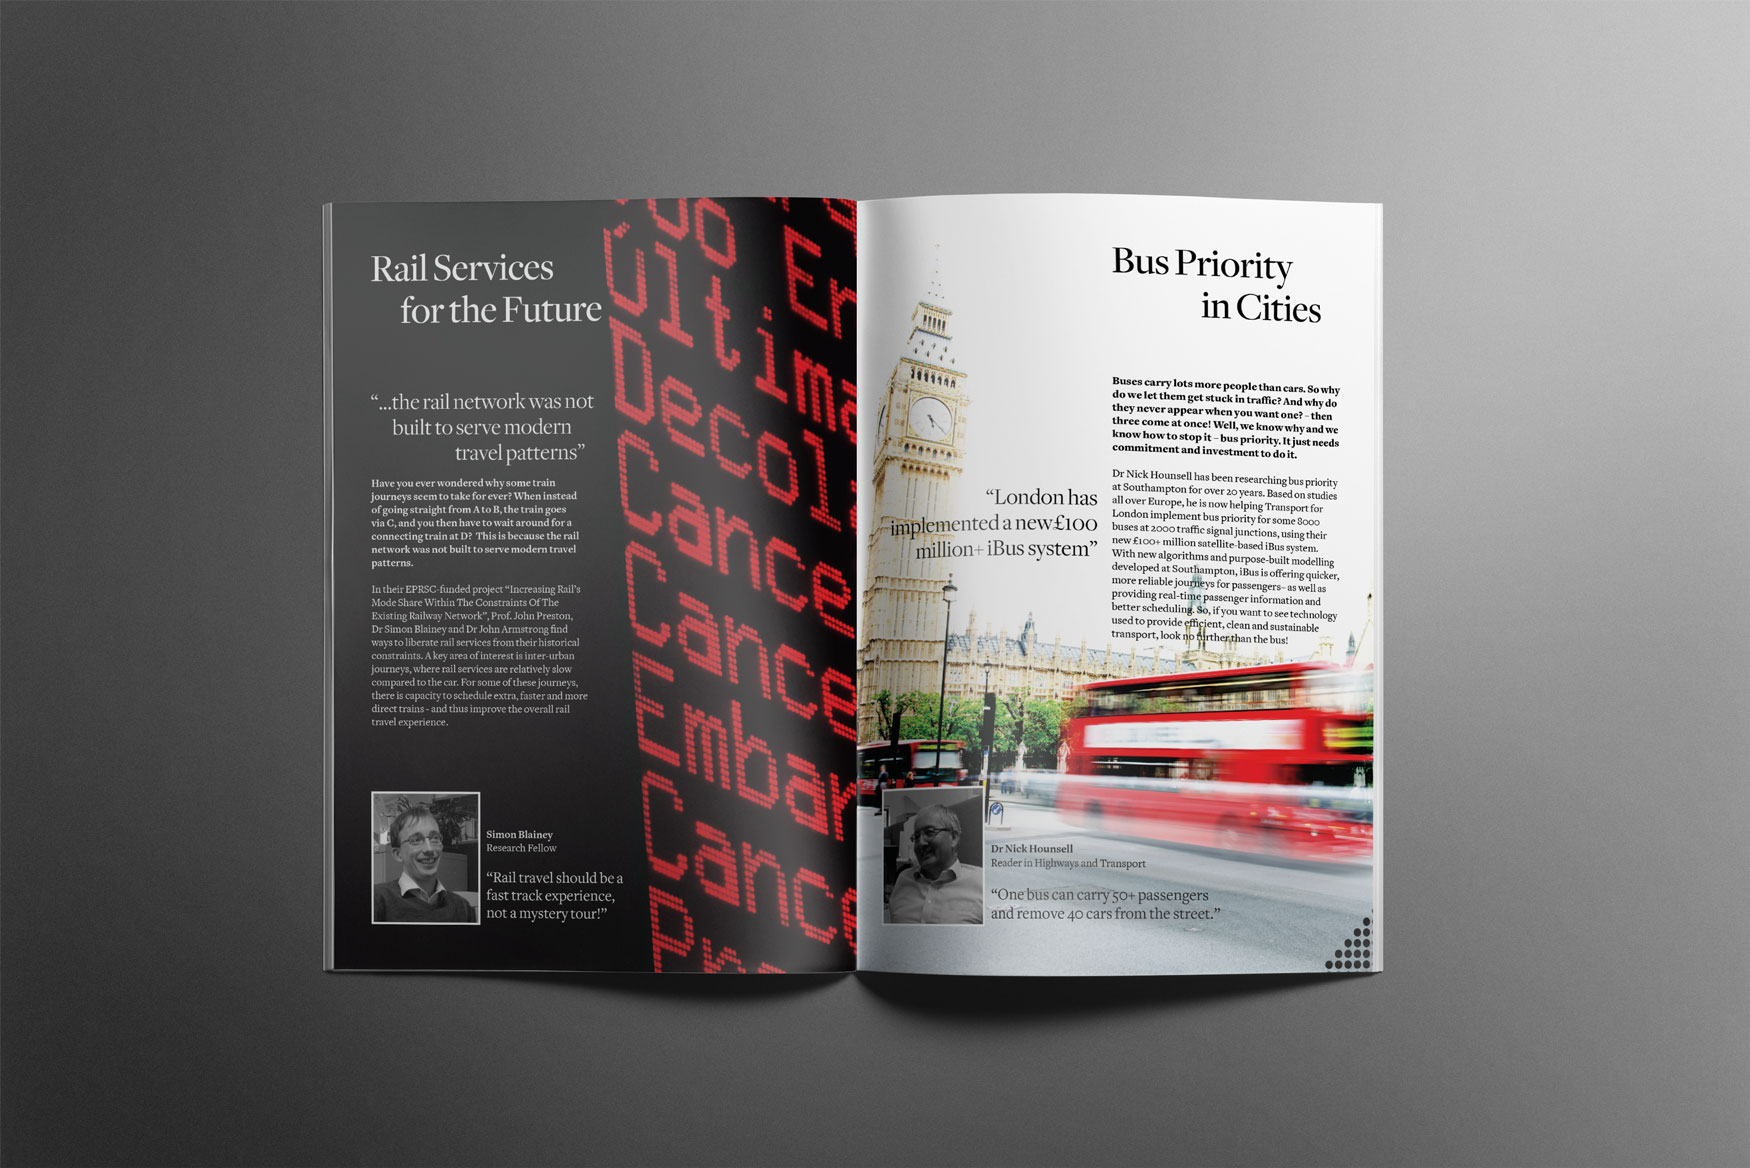 Rail Services
for the Future
“...the rail network was not
built to serve modern
travel patterns”
Have you ever wondered why some train
journeys seem to take for ever? When instead
of going straight from A to B, the train goes
via C, and you then have to wait around for a
connecting train at D?  This is because the rail
network was not built to serve modern travel
patterns.
In their EPRSC-funded project “Increasing Rail’s
Mode Share Within The Constraints Of The
Existing Railway Network”, Prof. John Preston,
Dr Simon Blainey and Dr John Armstrong find
ways to liberate rail services from their historical
constraints. A key area of interest is inter-urban
journeys, where rail services are relatively slow
compared to the car. For some of these journeys,
there is capacity to schedule extra, faster and more
direct trains - and thus improve the overall rail
travel experience.
Simon Blainey
Research Fellow
“Rail travel should be a
fast track experience,
not a mystery tour!”
Ultima
Decola
Cance
Cance
Embar
Cance
Bus Priority
in Cities
“London has
implemented a new £100
million+ iBus system”
Buses carry lots more people than cars. So why
do we let them get stuck in traffic? And why do
they never appear when you want one? – then
three come at once! Well, we know why and we
know how to stop it – bus priority. It just needs
commitment and investment to do it.
Dr Nick Hounsell has been researching bus priority
at Southampton for over 20 years. Based on studies
all over Europe, he is now helping Transport for
London implement bus priority for some 8000
buses at 2000 traffic signal junctions, using their
new £100+ million satellite-based iBus system.
With new algorithms and purpose-built modelling
developed at Southampton, iBus is offering quicker,
more reliable journeys for passengers– as well as
providing real-time passenger information and
better scheduling. So, if you want to see technology
used to provide efficient, clean and sustainable
transport, look no further than the bus!
Dr Nick Hounsell
Reader in Highways and Transport
“One bus can carry 50+ passengers
and remove 40 cars from the street.”